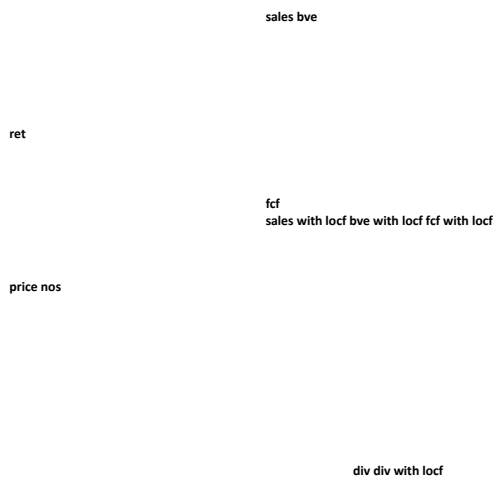 sales bve
ret
fcf
sales with locf bve with locf fcf with locf
price nos
div div with locf